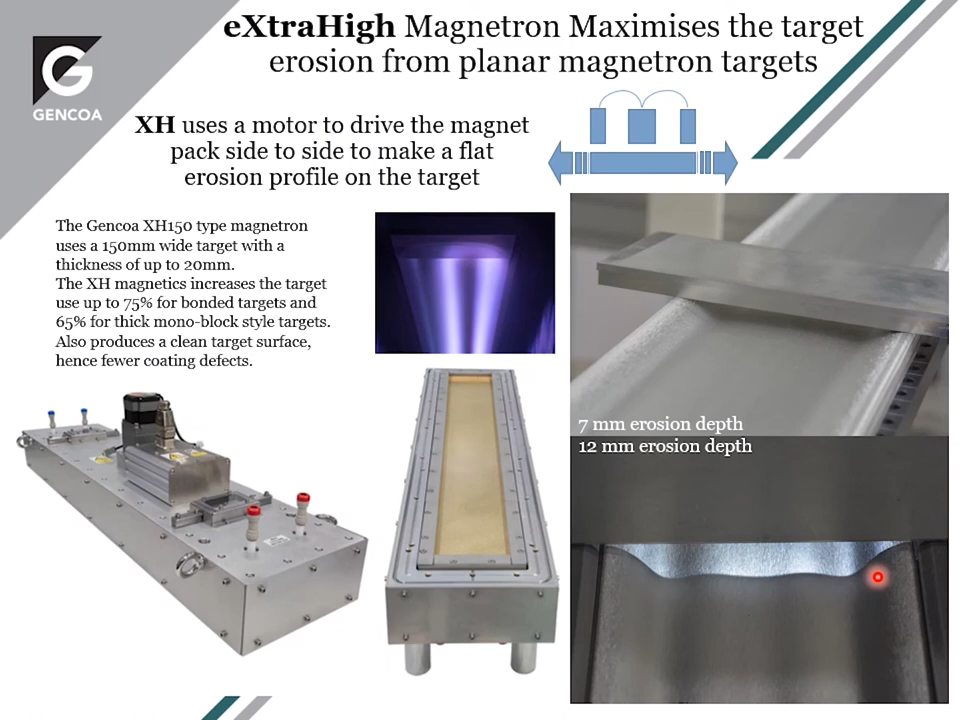 eXtraHigh Magnetron Maximises the target
erosion from planar magnetron targets
GENCOA
XH uses a motor to drive the magnet
pack side to side to make a flat
erosion profile on the target
The Gencoa XH150 type magnetron
uses a 150mm wide target with a
thickness of up to 20mm.
The XH magnetics increases the target
use up to 75% for bonded targets and
65% for thick mono-block style targets.
Also produces a clean target surface,
hence fewer coating defects.
7 mm erosion depth
12 mm erosion depth